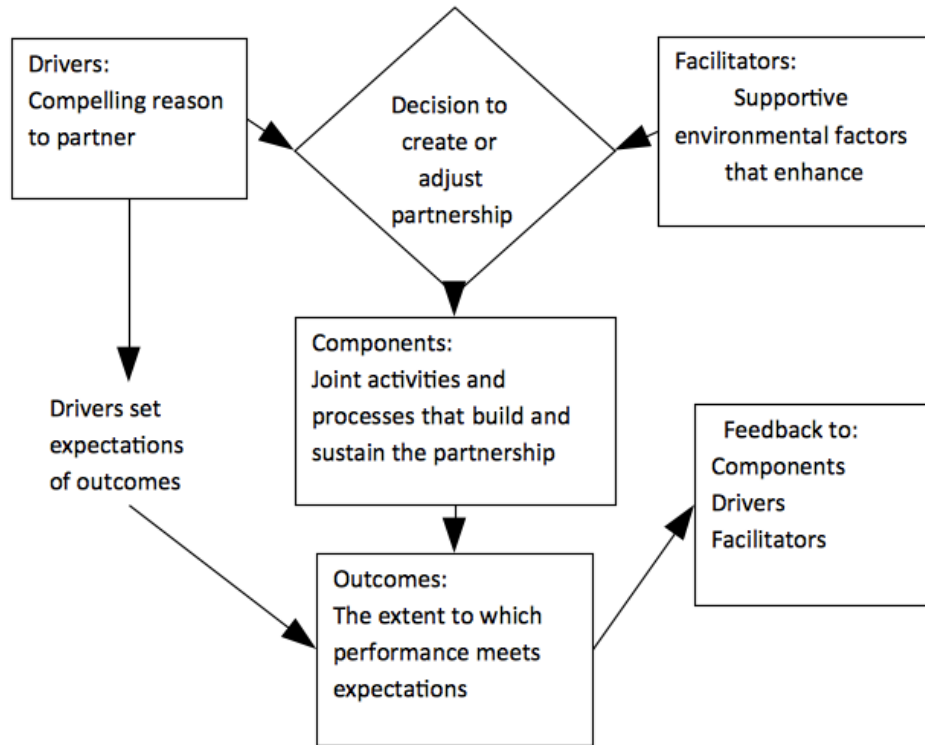 Drivers:
Compelling reason
to partner
Decision to
create or
adjust
partnership
Facilitators:
Supportive
environmental factors
that enhance
Components:
Joint activities and
processes that build and
sustain the partnership
Drivers set
expectations
of outcomes
Feedback to:
Components
Drivers
Facilitators
Outcomes:
The extent to which
performance meets
expectations